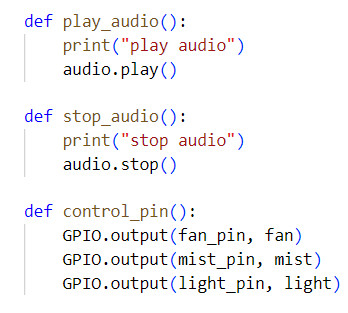 def play_audio():
    print("play audio")
    audio.play()

def stop_audio():
    print("stop audio")
    audio.stop()

def control_pin():
    GPIO.output(fan_pin, fan)
    GPIO.output(mist_pin, mist)
    GPIO.output(light_pin, light)